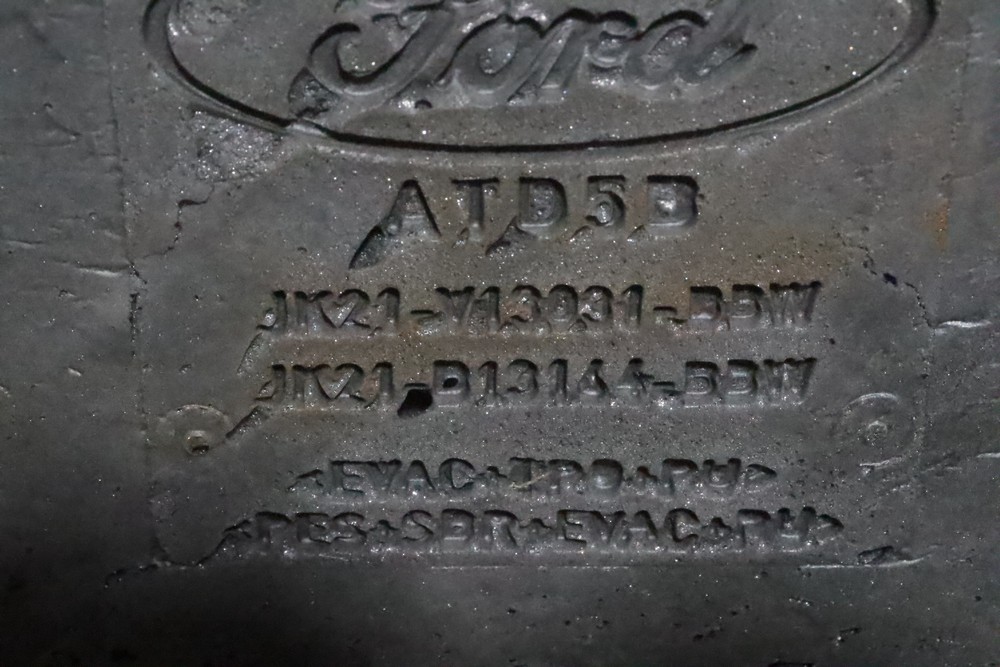 Ford
ATD5B
JK21-V13031-BBW
JK21-B13144-BBW
<EVAC+TPO+PU>
<PES+SBR+EVAC+PU>